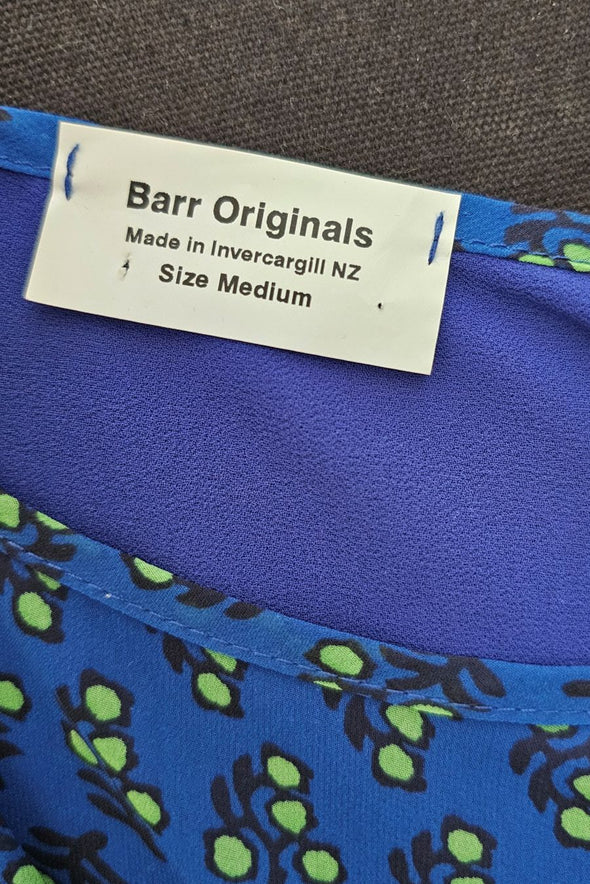 Barr Originals
Made in Invercargill NZ
Size Medium